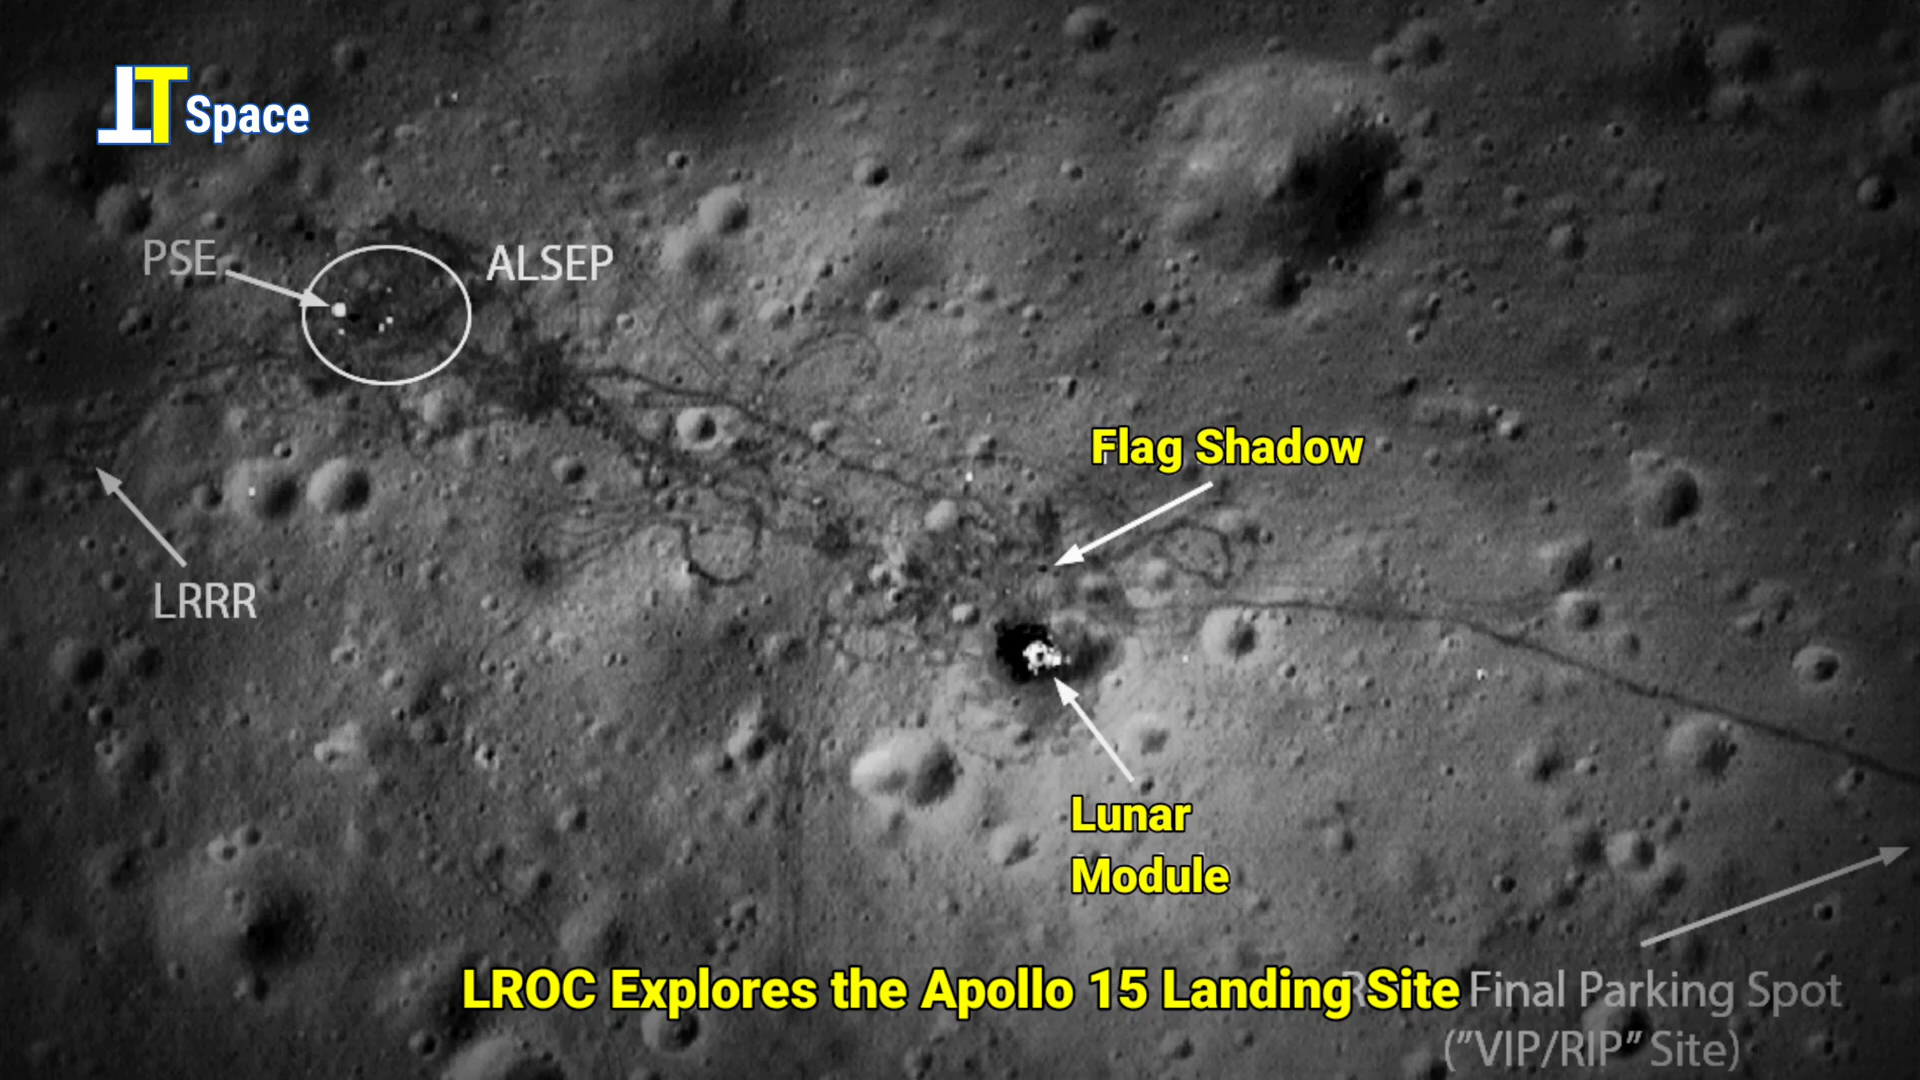 LT Space
PSE
ALSEP
LRRR
Flag Shadow
Lunar
Module
LROC Explores the Apollo 15 Landing Site
Final Parking Spot
("VIP/RIP" Site)